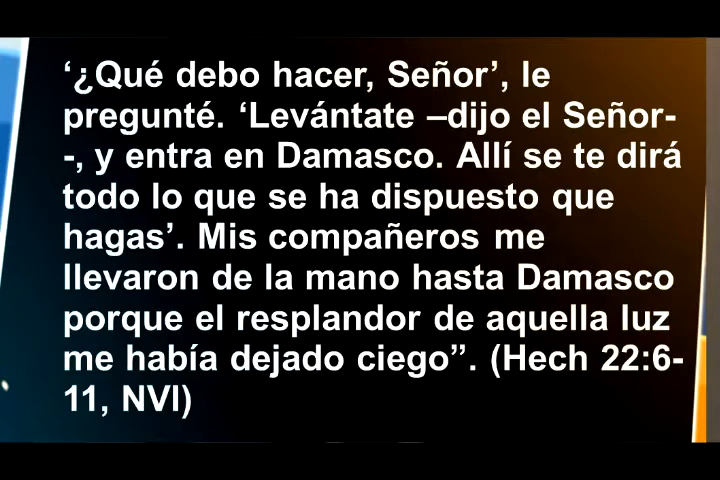 ‘¿Qué debo hacer, Señor’, le
pregunté. ‘Levántate –dijo el Señor-
-, y entra en Damasco. Allí se te dirá
todo lo que se ha dispuesto que
hagas’. Mis compañeros me
llevaron de la mano hasta Damasco
porque el resplandor de aquella luz
me había dejado ciego”. (Hech 22:6-
11, NVI)